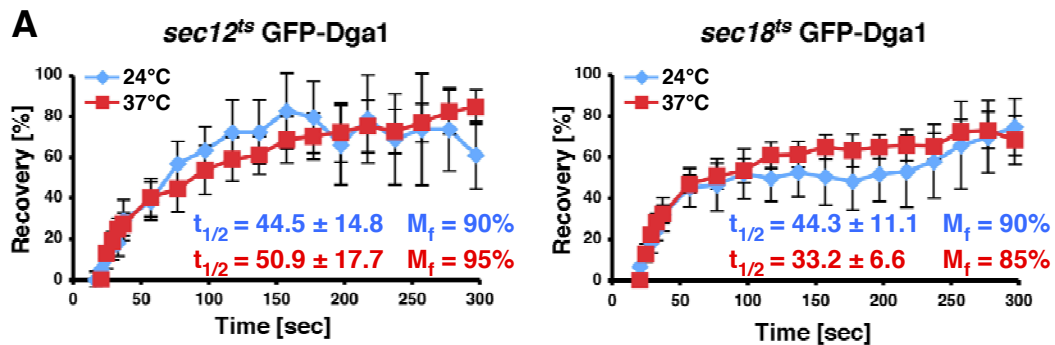 A
sec12ts GFP-Dga1
Recovery [%]
100
80
60
40
20
0
24°C
37°C
t1/2 = 44.5 ± 14.8 Mf = 90%
t1/2 = 50.9 ± 17.7 Mf = 95%
0 50 100 150 200 250 300
Time [sec]
sec18ts GFP-Dga1
Recovery [%]
100
80
60
40
20
0
24°C
37°C
t1/2 = 44.3 ± 11.1 Mf = 90%
t1/2 = 33.2 ± 6.6 Mf = 85%
0 50 100 150 200 250 300
Time [sec]